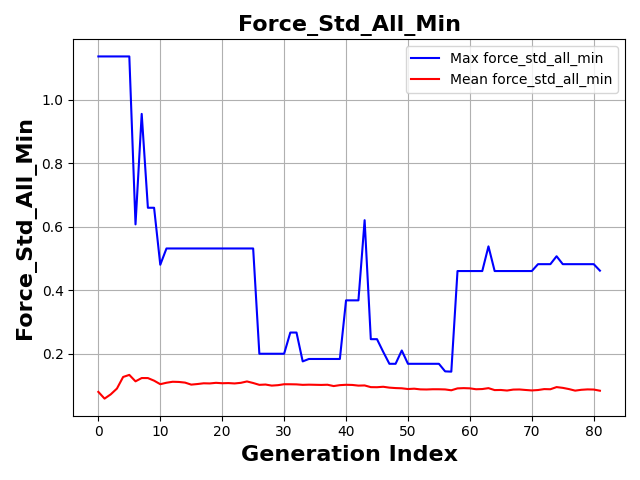 Force_Std_All_Min
Max force_std_all_min
Mean force_std_all_min
Force_Std_All_Min
1.0
0.8
0.6
0.4
0.2
0 10 20 30 40 50 60 70 80
Generation Index